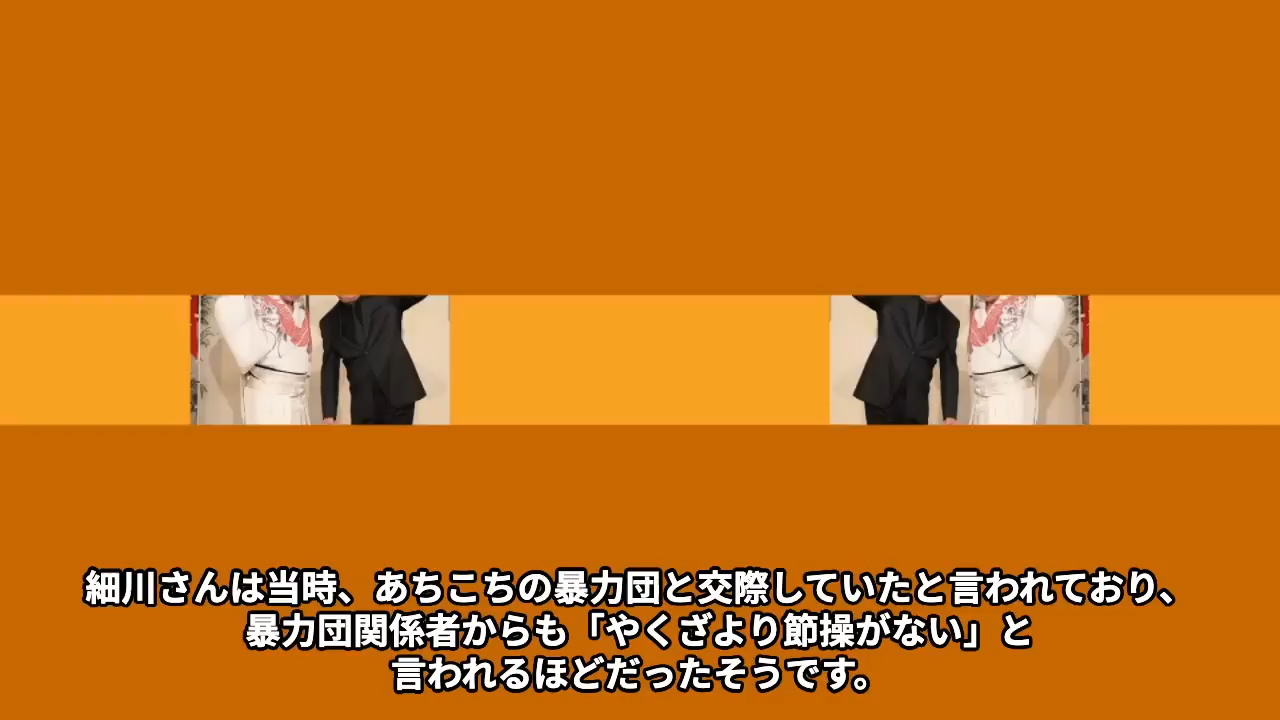 細川さんは当時、あちこちの暴力団と交際していたと言われており、
暴力団関係者からも「やくざより節操がない」と
言われるほどだったそうです。